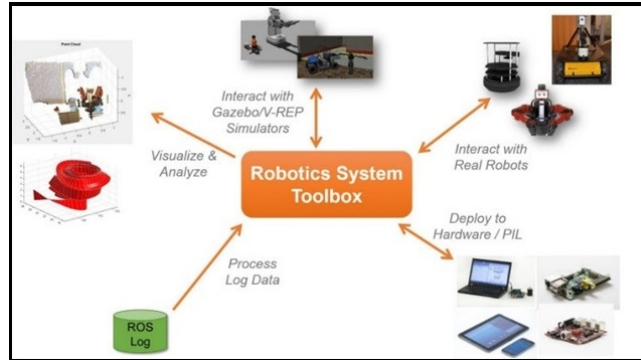 Point Cloud
Interact with
Gazebo/V-REP
Simulators
Visualize &
Analyze
Robotics System
Toolbox
Interact with
Real Robots
Deploy to
Hardware / PIL
Process
Log Data
ROS
Log